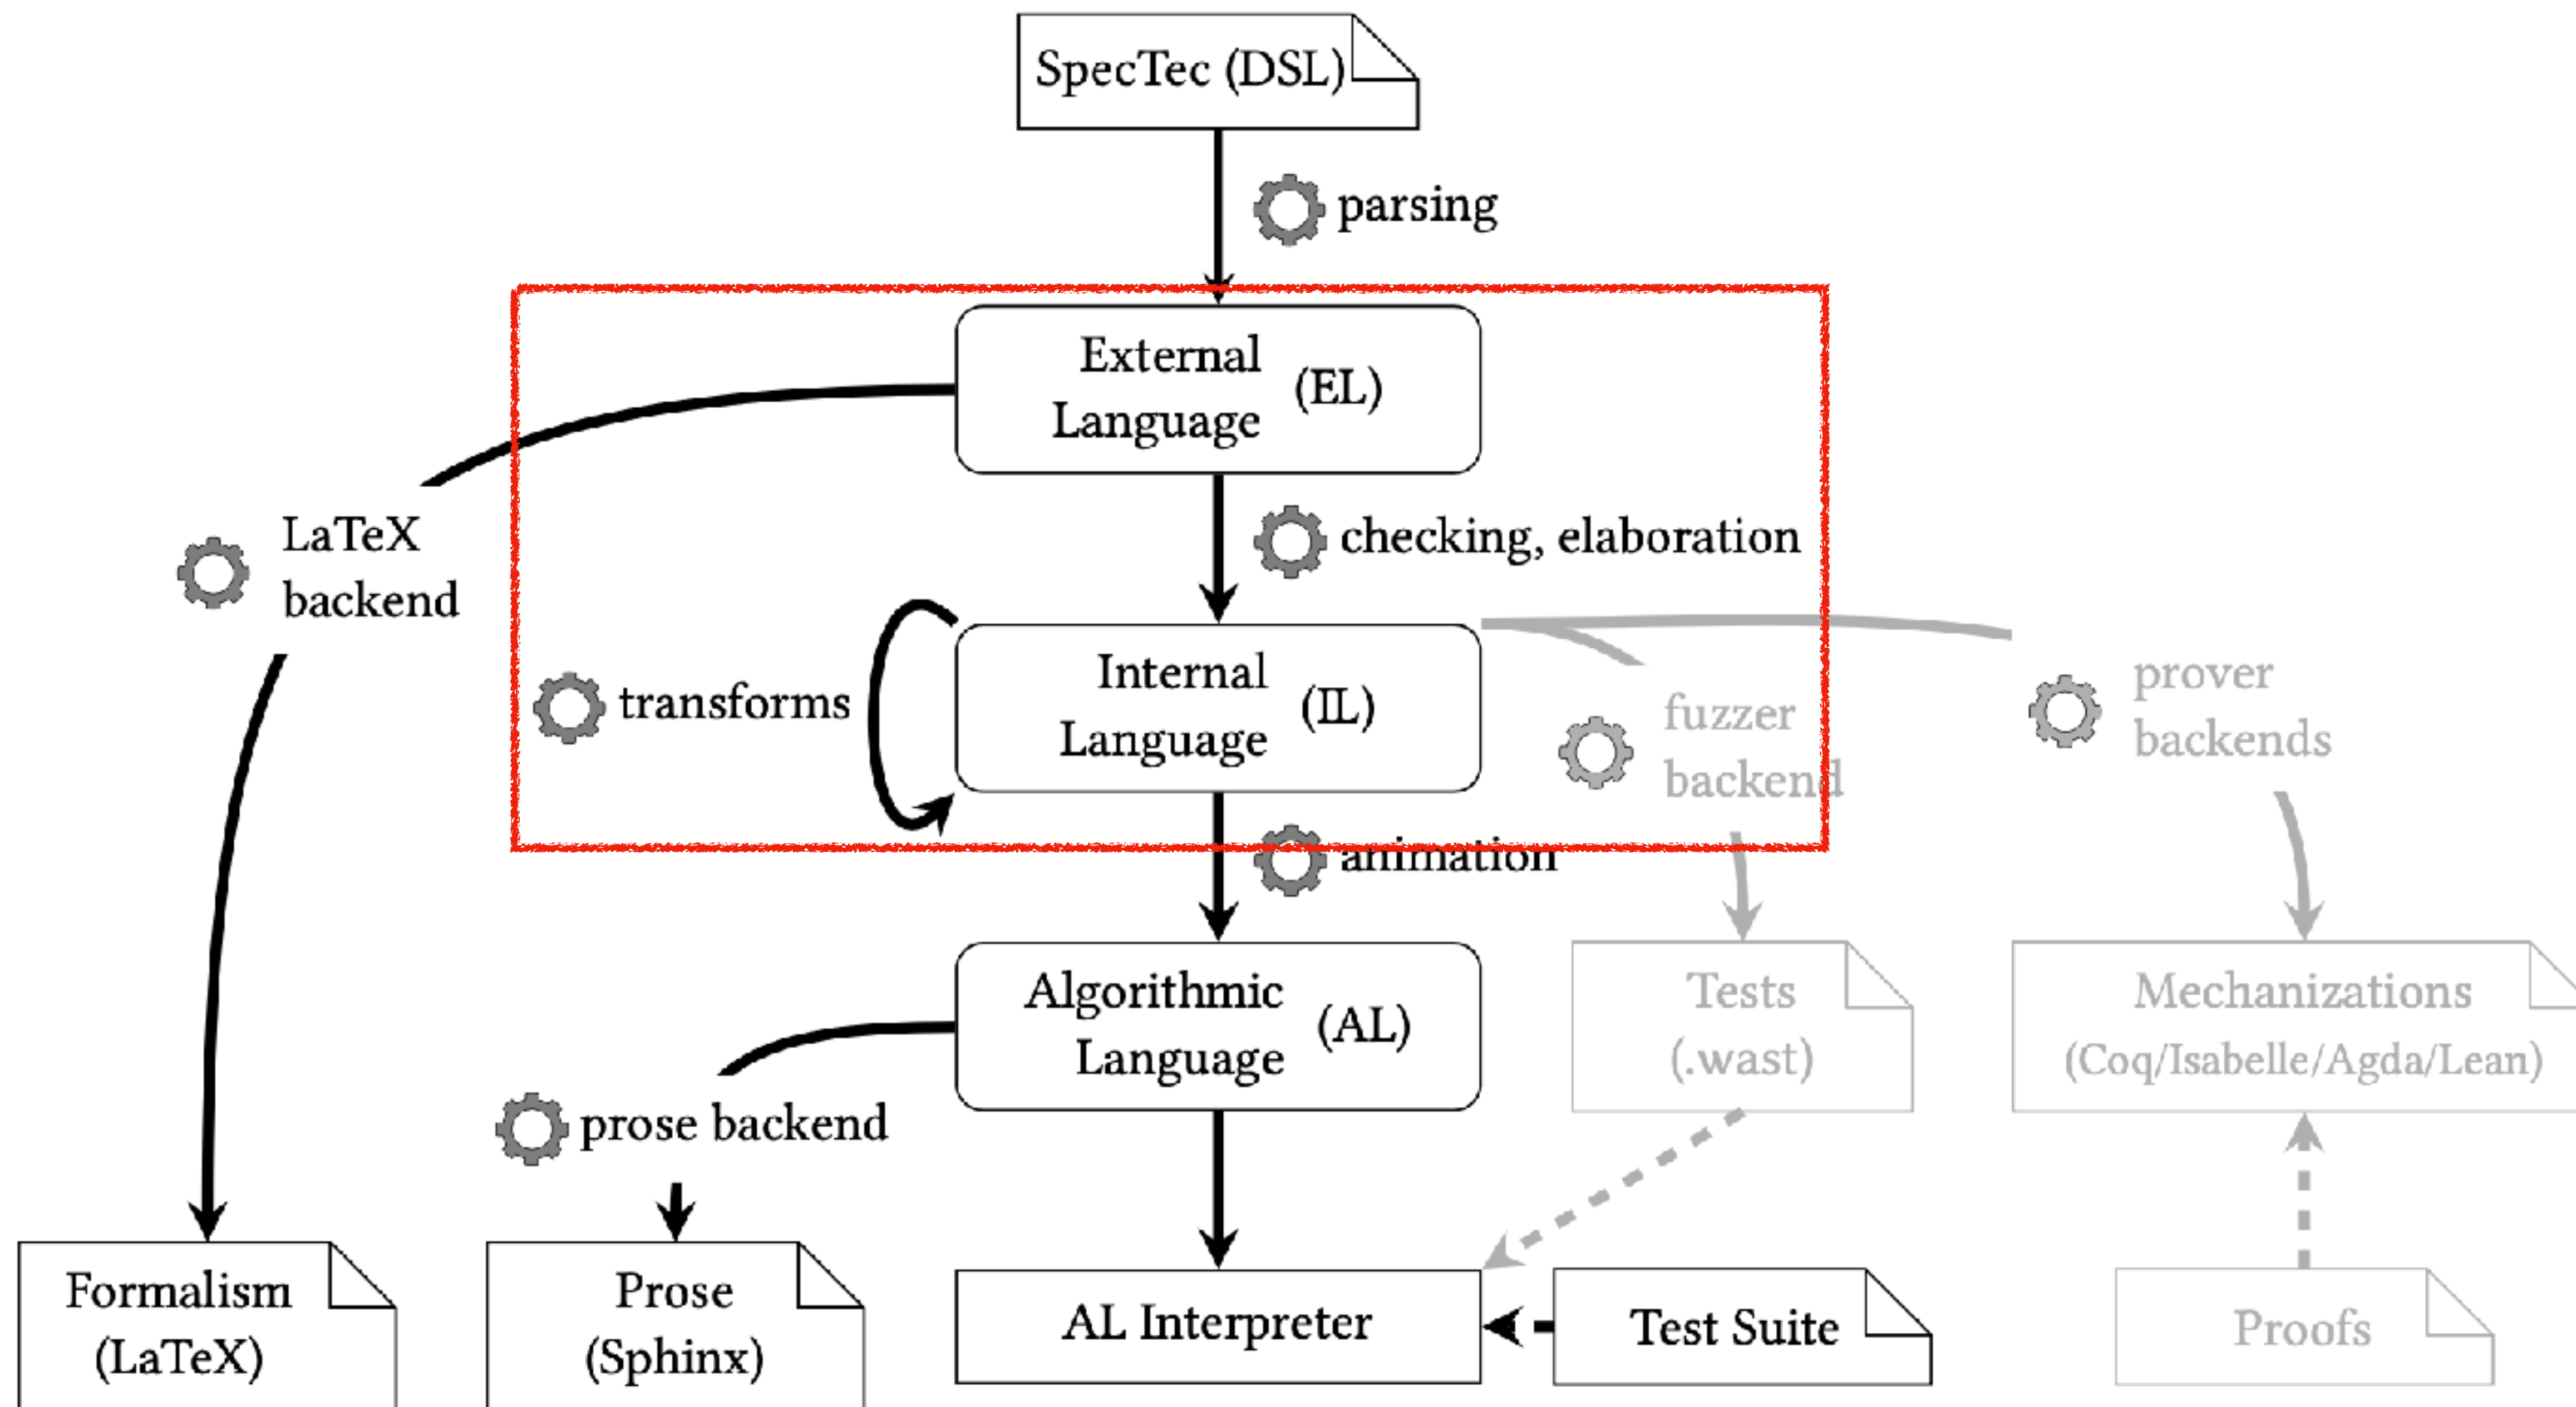 SpecTec (DSL)
parsing
External
Language
(EL)
checking, elaboration
LaTeX
backend
transforms
Internal
Language
(IL)
fuzzer
backend
prover
backends
animation
Algorithmic
Language
(AL)
Tests
(.wast)
Mechanizations
(Coq/Isabelle/Agda/Lean)
prose backend
Formalism
(LaTeX)
Prose
(Sphinx)
AL Interpreter
Test Suite
Proofs